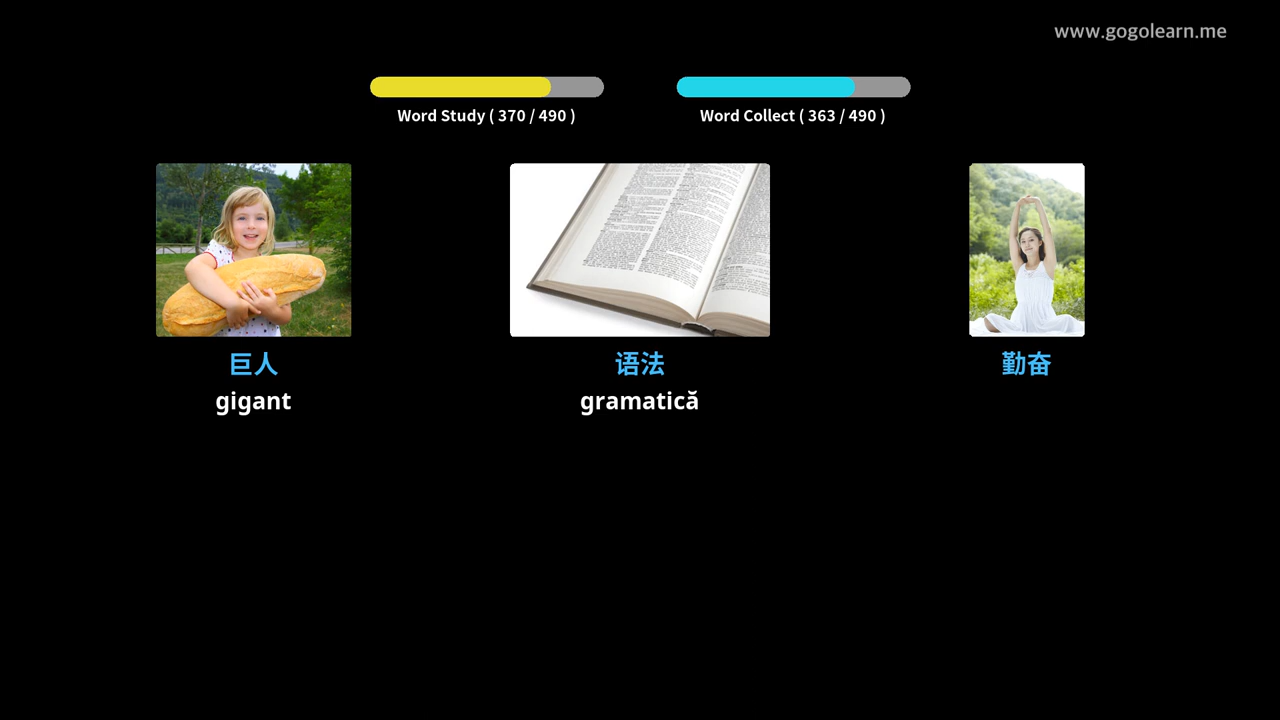 www.gogolearn.me
Word Study ( 370 / 490 )
Word Collect ( 363 / 490 )
巨人
gigant
语法
gramatică
勤奋